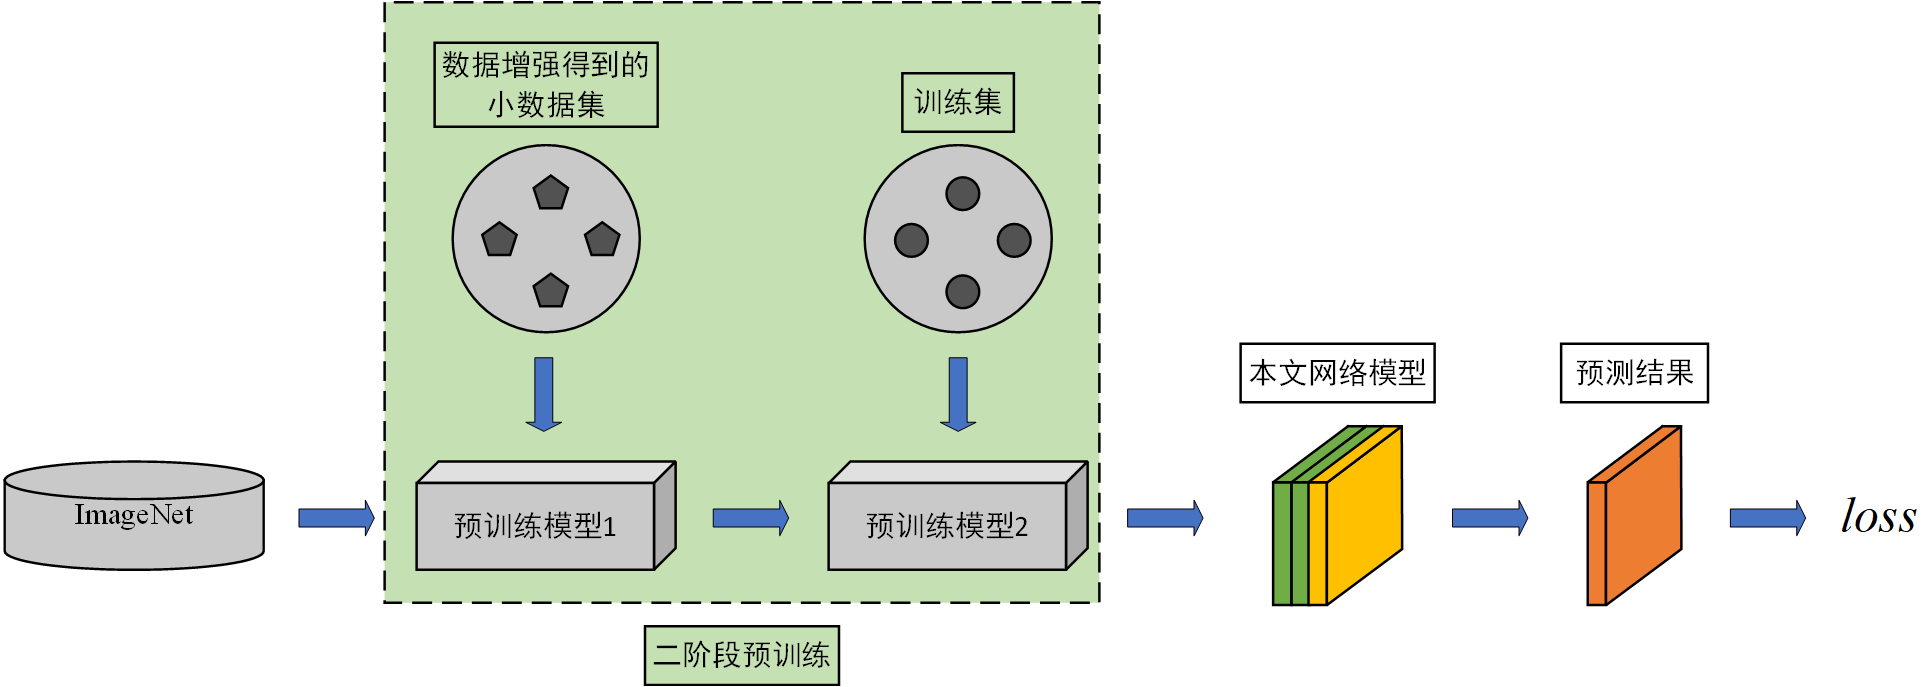 数据增强得到的
小数据集
训练集
本文网络模型
预测结果
ImageNet
预训练模型1
预训练模型2
loss
二阶段预训练